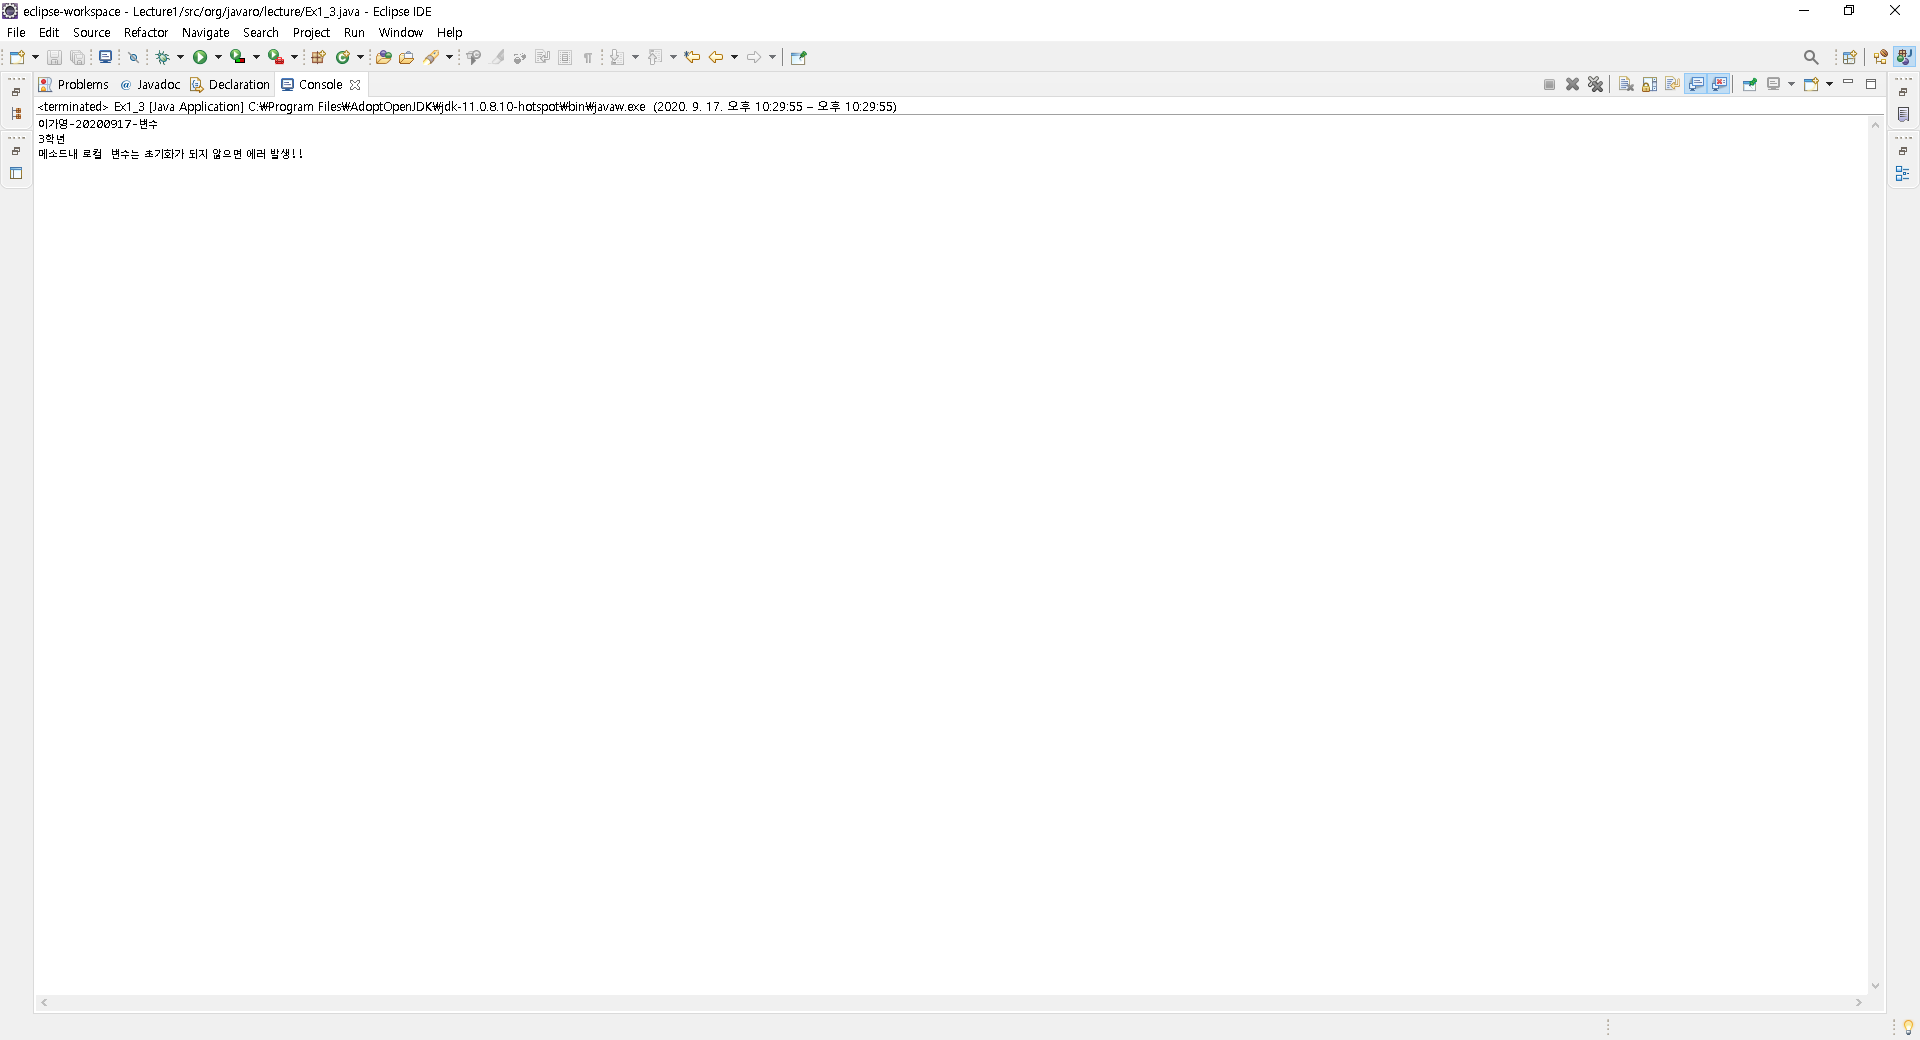 eclipse-workspace - Lecture1/src/org/javaro/lecture/Ex1_3.java - Eclipse IDE
File Edit Source Refactor Navigate Search Project Run Window Help
Problems @ Javadoc Declaration Console
<terminated> Ex1_3 [Java Application] C:₩Program Files₩AdoptOpenJDK₩jdk-11.0.8.10-hotspot₩bin₩javaw.exe (2020. 9. 17. 오후 10:29:55 – 오후 10:29:55)
이가영-20200917-변수
3학년
메소드내 로컬  변수는 초기화가 되지 않으면 에러 발생!!